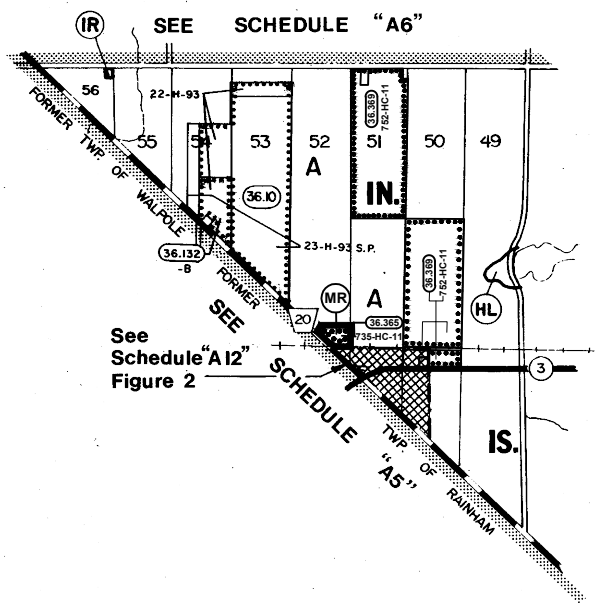 IR SEE SCHEDULE "A6"
56
22-H-93
55
54
53
52
51
50
49
A
36.369
752-HC-11
IN.
36.10
FORMER TWP. OF WALPOLE
23-H-93 S.P.
36.132
-B
FORMER
MR
A
36.369
752-HC-11
HL
20
36.365
735-HC-11
See
Schedule "A12"
Figure 2
SEE SCHEDULE "A5"
3
IS.
TWP. OF RAINHAM